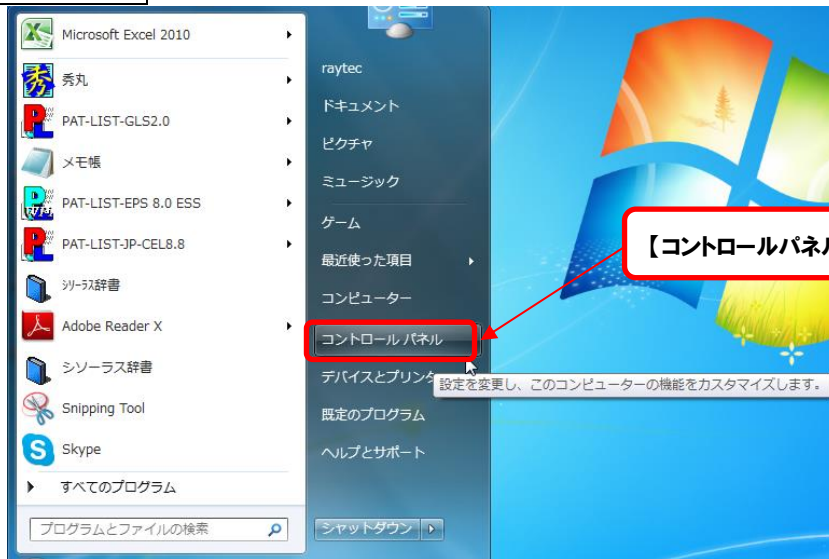 Microsoft Excel 2010
秀丸
PAT-LIST-GLS2.0
メモ帳
PAT-LIST-EPS 8.0 ESS
PAT-LIST-JP-CEL8.8
ｼｿｰﾗｽ辞書
Adobe Reader X
シソーラス辞書
Snipping Tool
Skype
すべてのプログラム
プログラムとファイルの検索
raytec
ドキュメント
ピクチャ
ミュージック
ゲーム
最近使った項目
コンピューター
コントロール パネル
デバイスとプリンタ
設定を変更し、このコンピューターの機能をカスタマイズします。
既定のプログラム
ヘルプとサポート
シャットダウン
【コントロールパネル